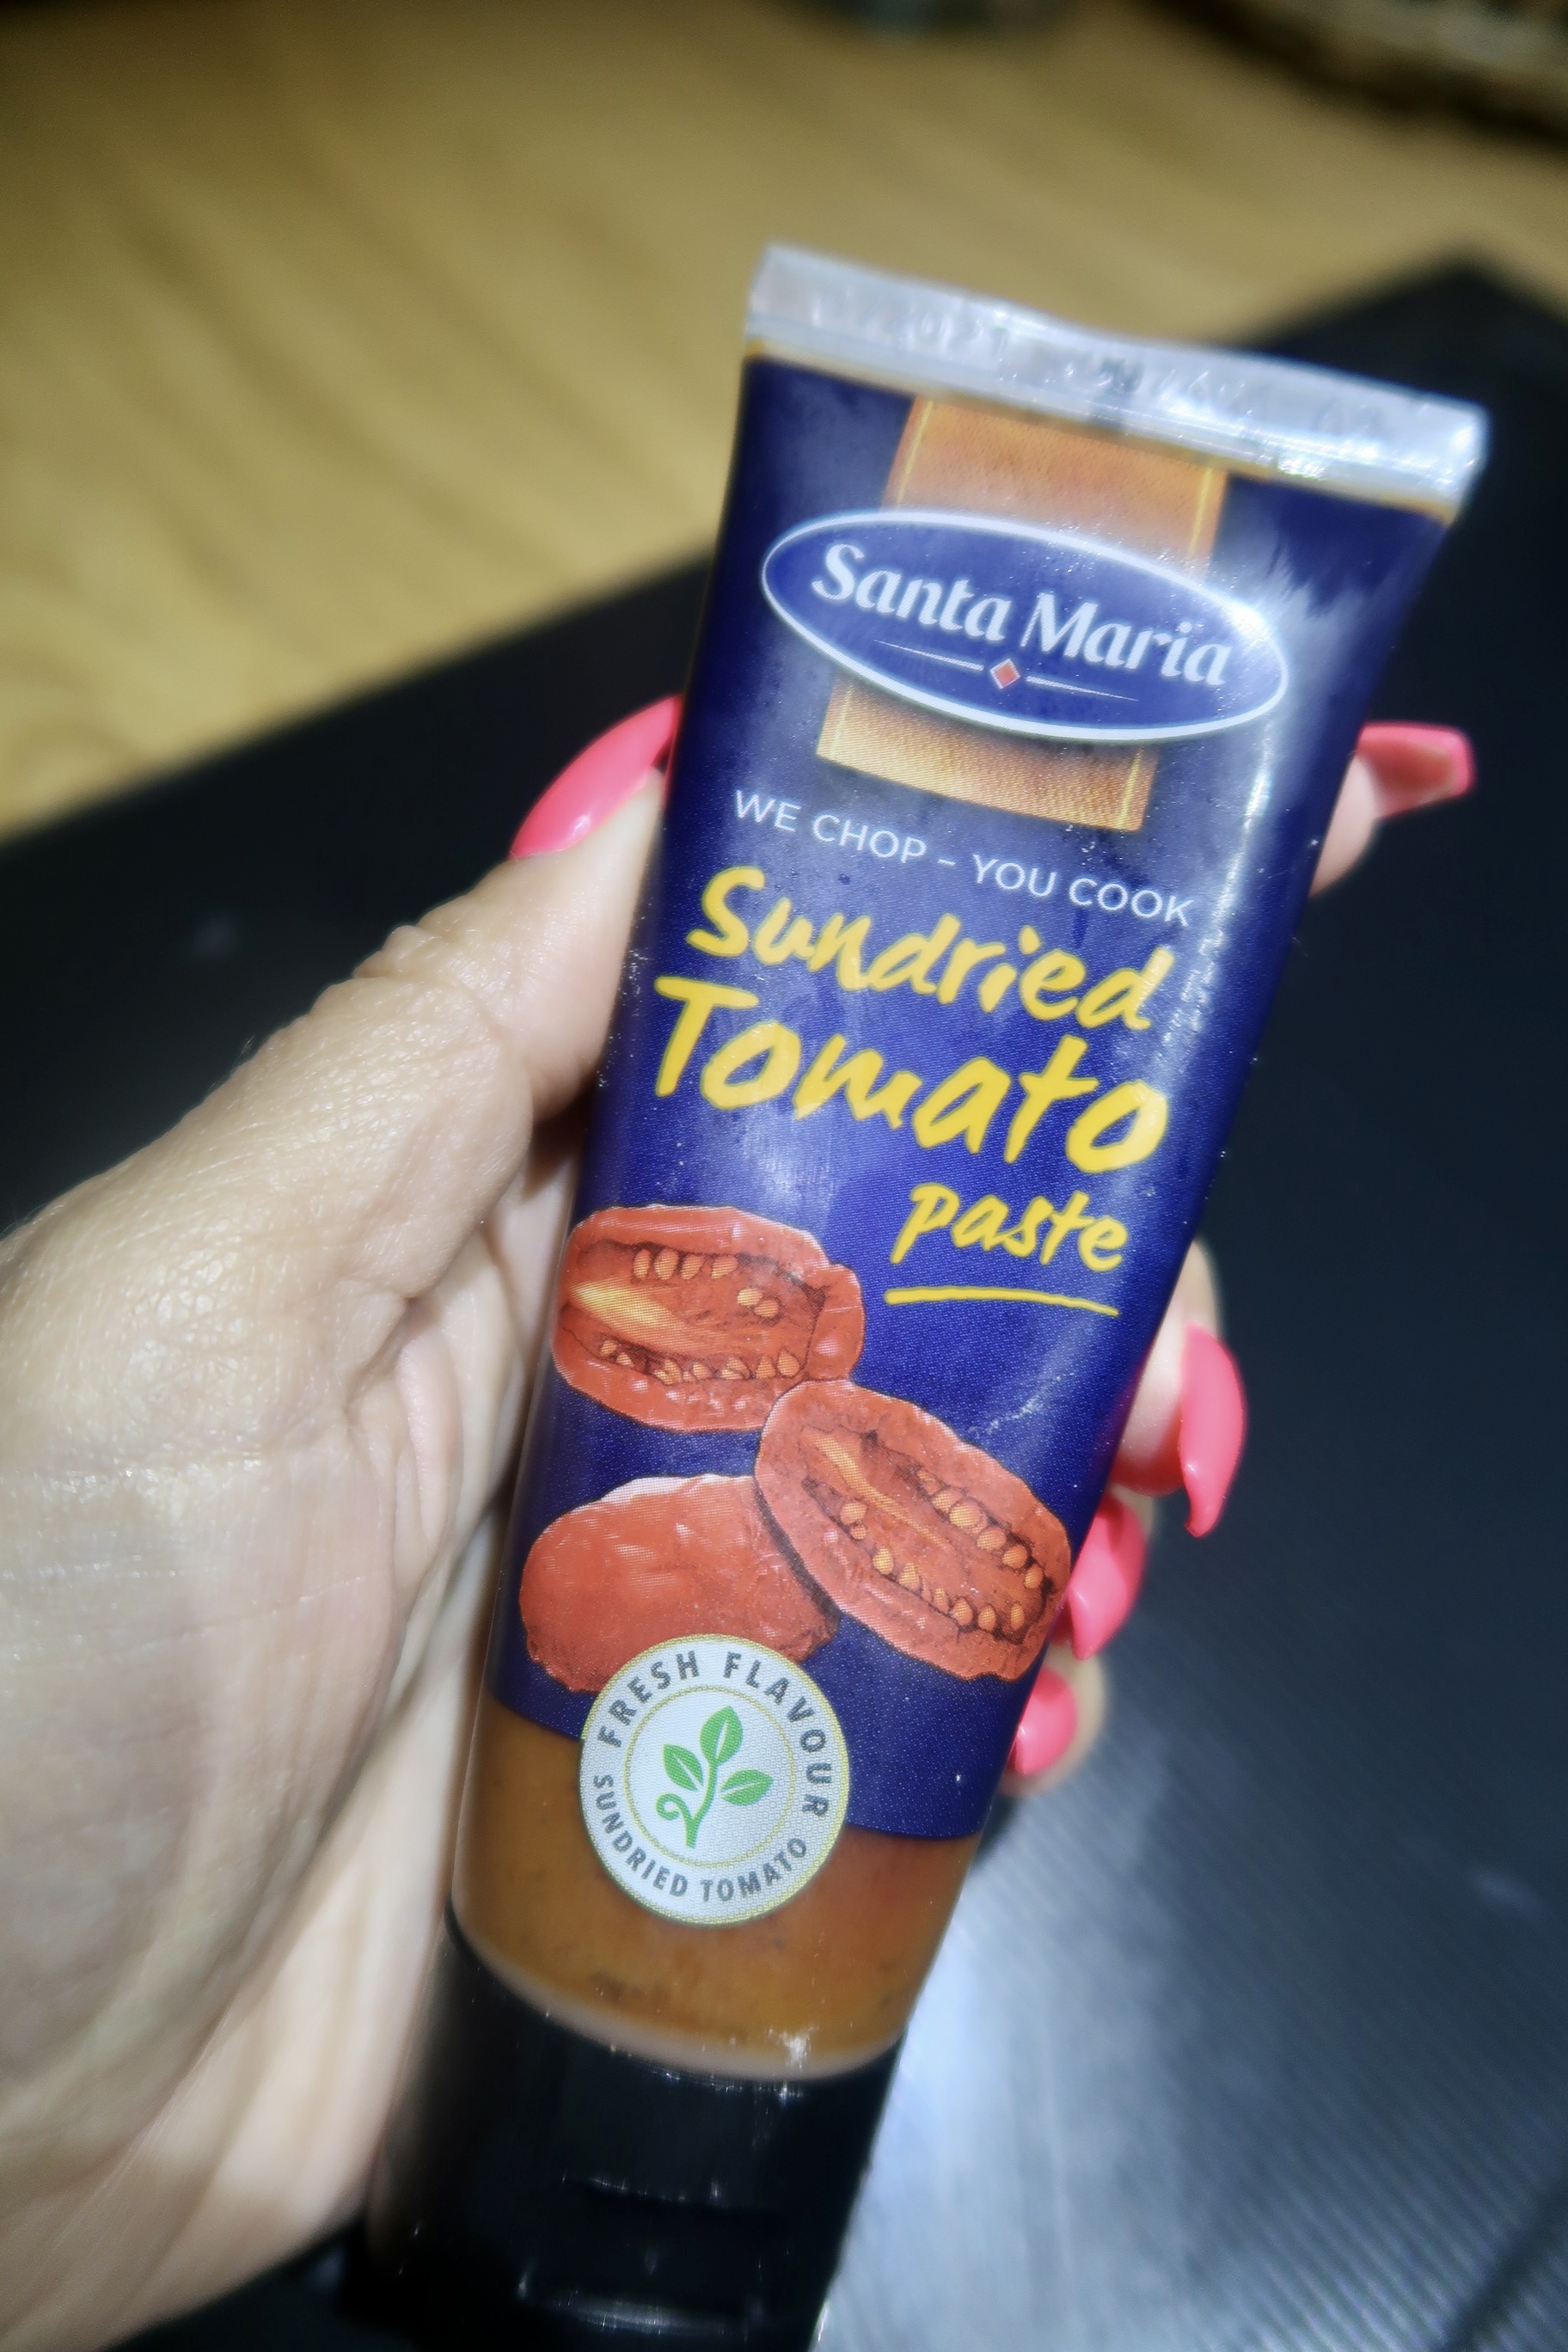 Santa Maria
WE CHOP – YOU COOK
Sundried
Tomato
paste
FRESH FLAVOUR
SUNDRIED TOMATO